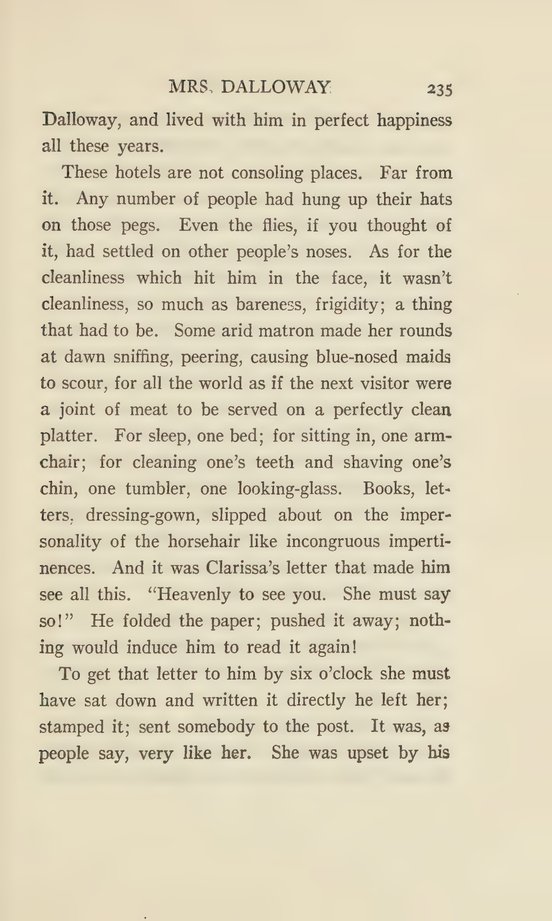 MRS. DALLOWAY 235
Dalloway, and lived with him in perfect happiness
all these years.
These hotels are not consoling places. Far from
it. Any number of people had hung up their hats
on those pegs. Even the flies, if you thought of
it, had settled on other people's noses. As for the
cleanliness which hit him in the face, it wasn't
cleanliness, so much as bareness, frigidity; a thing
that had to be. Some arid matron made her rounds
at dawn sniffing, peering, causing blue-nosed maids
to scour, for all the world as if the next visitor were
a joint of meat to be served on a perfectly clean
platter. For sleep, one bed; for sitting in, one arm-
chair; for cleaning one's teeth and shaving one's
chin, one tumbler, one looking-glass. Books, let-
ters, dressing-gown, slipped about on the imper-
sonality of the horsehair like incongruous imperti-
nences. And it was Clarissa's letter that made him
see all this. "Heavenly to see you. She must say
so!" He folded the paper; pushed it away; noth-
ing would induce him to read it again!
To get that letter to him by six o'clock she must
have sat down and written it directly he left her;
stamped it; sent somebody to the post. It was, as
people say, very like her. She was upset by his